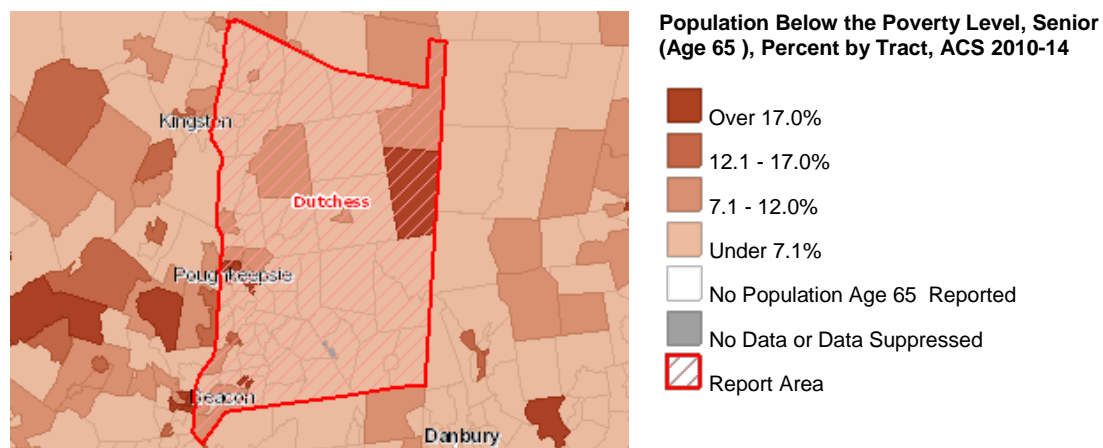 Population Below the Poverty Level, Senior
(Age 65 ), Percent by Tract, ACS 2010-14
Over 17.0%
12.1 - 17.0%
7.1 - 12.0%
Under 7.1%
No Population Age 65 Reported
No Data or Data Suppressed
Report Area
Kingston
Dutchess
Poughkeepsie
Beacon
Danbury